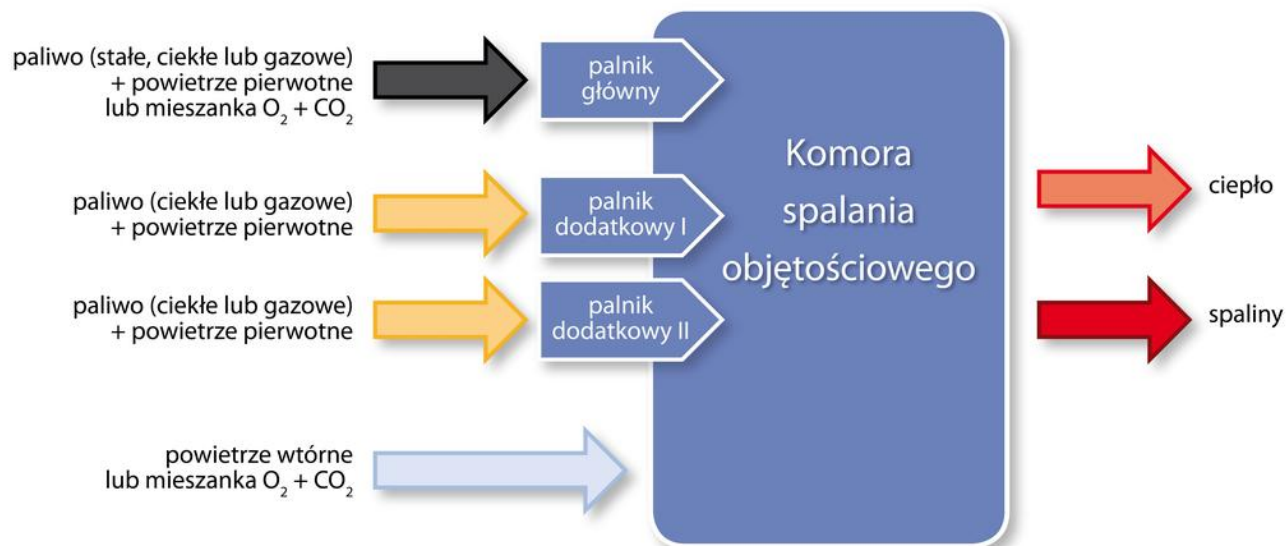 paliwo (stałe, ciekłe lub gazowe)
+ powietrze pierwotne
lub mieszanka O₂ + CO₂
palnik
główny
paliwo (ciekłe lub gazowe)
+ powietrze pierwotne
palnik
dodatkowy I
paliwo (ciekłe lub gazowe)
+ powietrze pierwotne
palnik
dodatkowy II
powietrze wtórne
lub mieszanka O₂ + CO₂
Komora
spalania
objętościowego
ciepło
spaliny